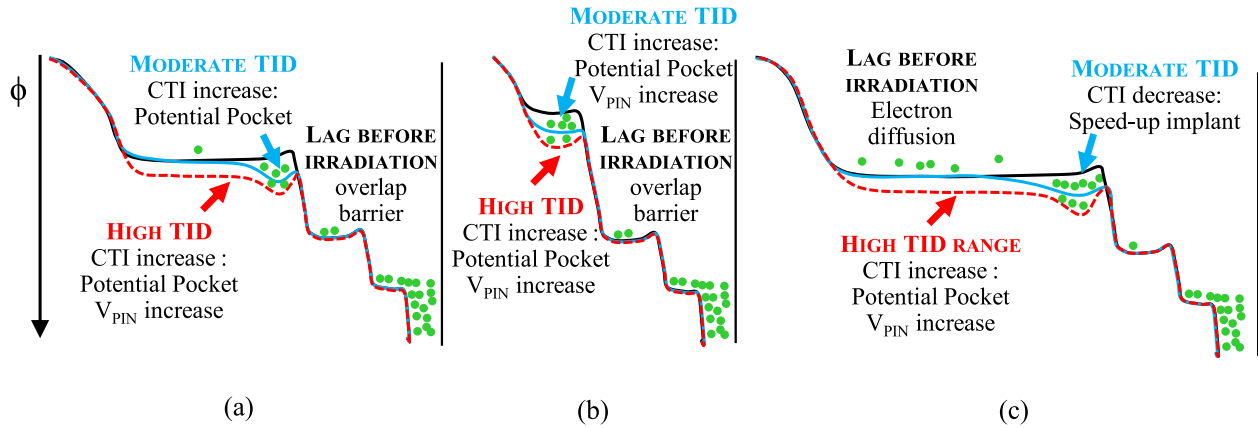 ϕ
MODERATE TID
CTI increase:
Potential Pocket
LAG BEFORE
IRRADIATION
overlap
barrier
HIGH TID
CTI increase :
Potential Pocket
VPIN increase
(a)
MODERATE TID
CTI increase:
Potential Pocket
VPIN increase
LAG BEFORE
IRRADIATION
overlap
barrier
HIGH TID
CTI increase :
Potential Pocket
VPIN increase
(b)
LAG BEFORE
IRRADIATION
Electron
diffusion
MODERATE TID
CTI decrease:
Speed-up implant
HIGH TID RANGE
CTI increase :
Potential Pocket
VPIN increase
(c)